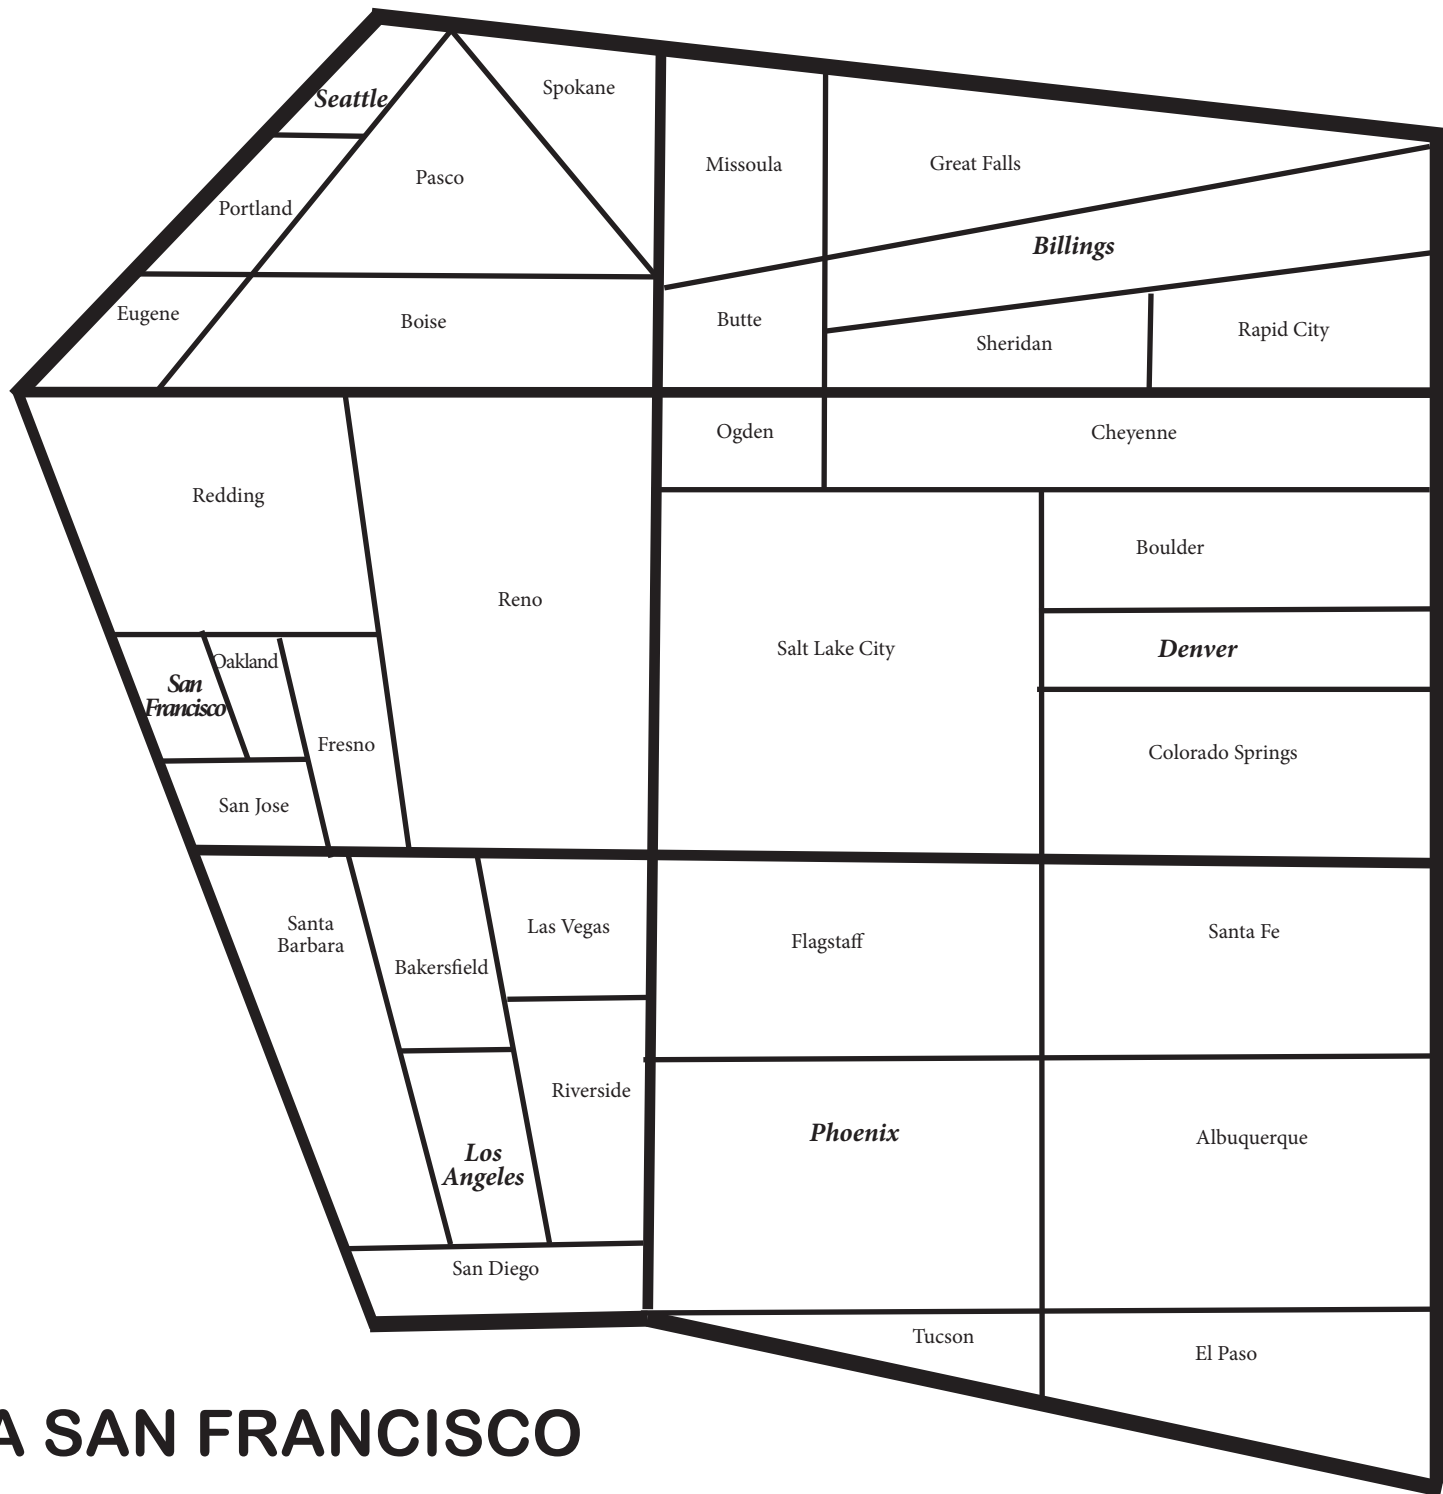 Spokane
Seattle
Missoula
Great Falls
Pasco
Portland
Billings
Eugene
Boise
Butte
Sheridan
Rapid City
Ogden
Cheyenne
Redding
Boulder
Reno
Salt Lake City
Denver
Oakland
San
Francisco
Fresno
Colorado Springs
San Jose
Santa
Barbara
Las Vegas
Flagstaff
Santa Fe
Bakersfield
Riverside
Phoenix
Albuquerque
Los
Angeles
San Diego
Tucson
El Paso
A SAN FRANCISCO